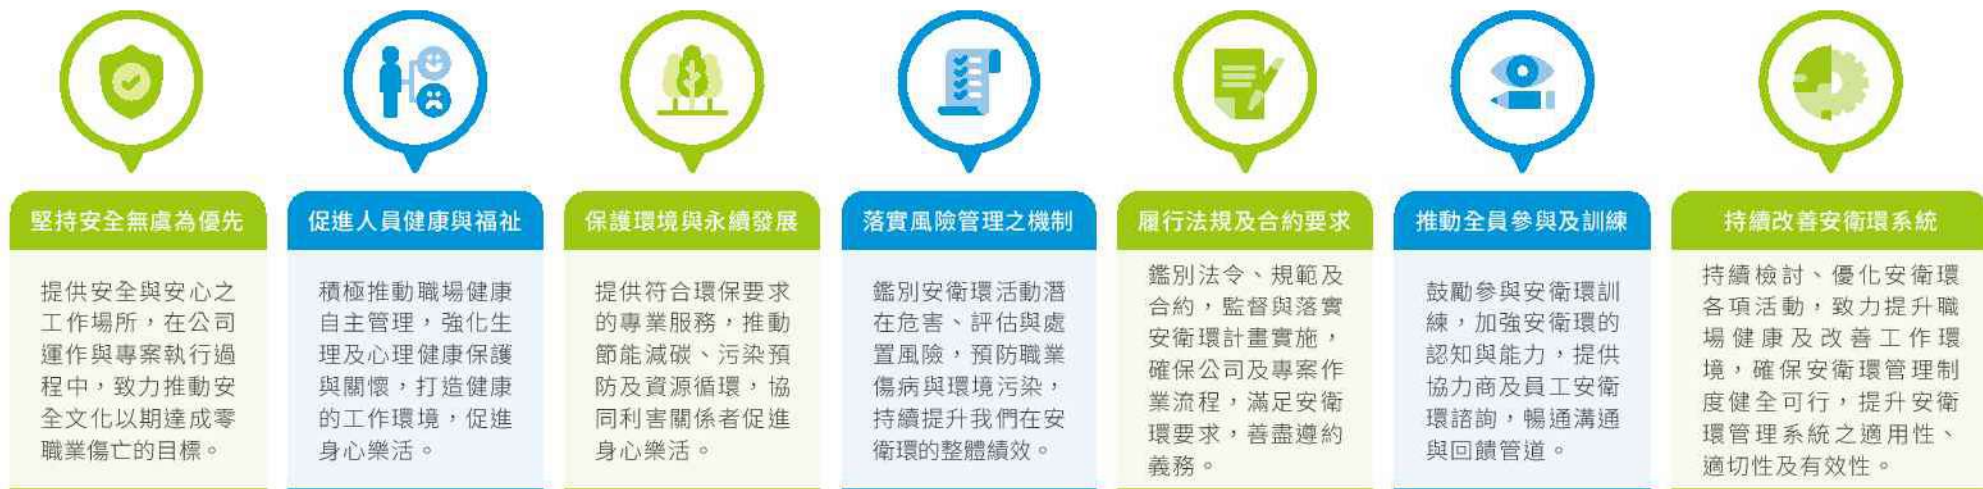 堅持安全無虞為優先
提供安全與安心之
工作場所，在公司
運作與專案執行過
程中，致力推動安
全文化以期達成零
職業傷亡的目標。
促進人員健康與福祉
積極推動職場健康
自主管理，強化生
理及心理健康保護
與關懷，打造健康
的工作環境，促進
身心樂活。
保護環境與永續發展
提供符合環保要求
的專業服務，推動
節能減碳、污染預
防及資源循環，協
同利害關係者促進
身心樂活。
落實風險管理之機制
鑑別安衛環活動潛
在危害、評估與處
置風險，預防職業
傷病與環境污染，
持續提升我們在安
衛環的整體績效。
履行法規及合約要求
鑑別法令、規範及
合約，監督與落實
安衛環計畫實施，
確保公司及專案作
業流程，滿足安衛
環要求，善盡遵約
義務。
推動全員參與及訓練
鼓勵參與安衛環訓
練，加強安衛環的
認知與能力，提供
協力商及員工安衛
環諮詢，暢通溝通
與回饋管道。
持續改善安衛環系統
持續檢討、優化安衛環
各項活動，致力提升職
場健康及改善工作環
境，確保安衛環管理制
度健全可行，提升安衛
環管理系統之適用性、
適切性及有效性。